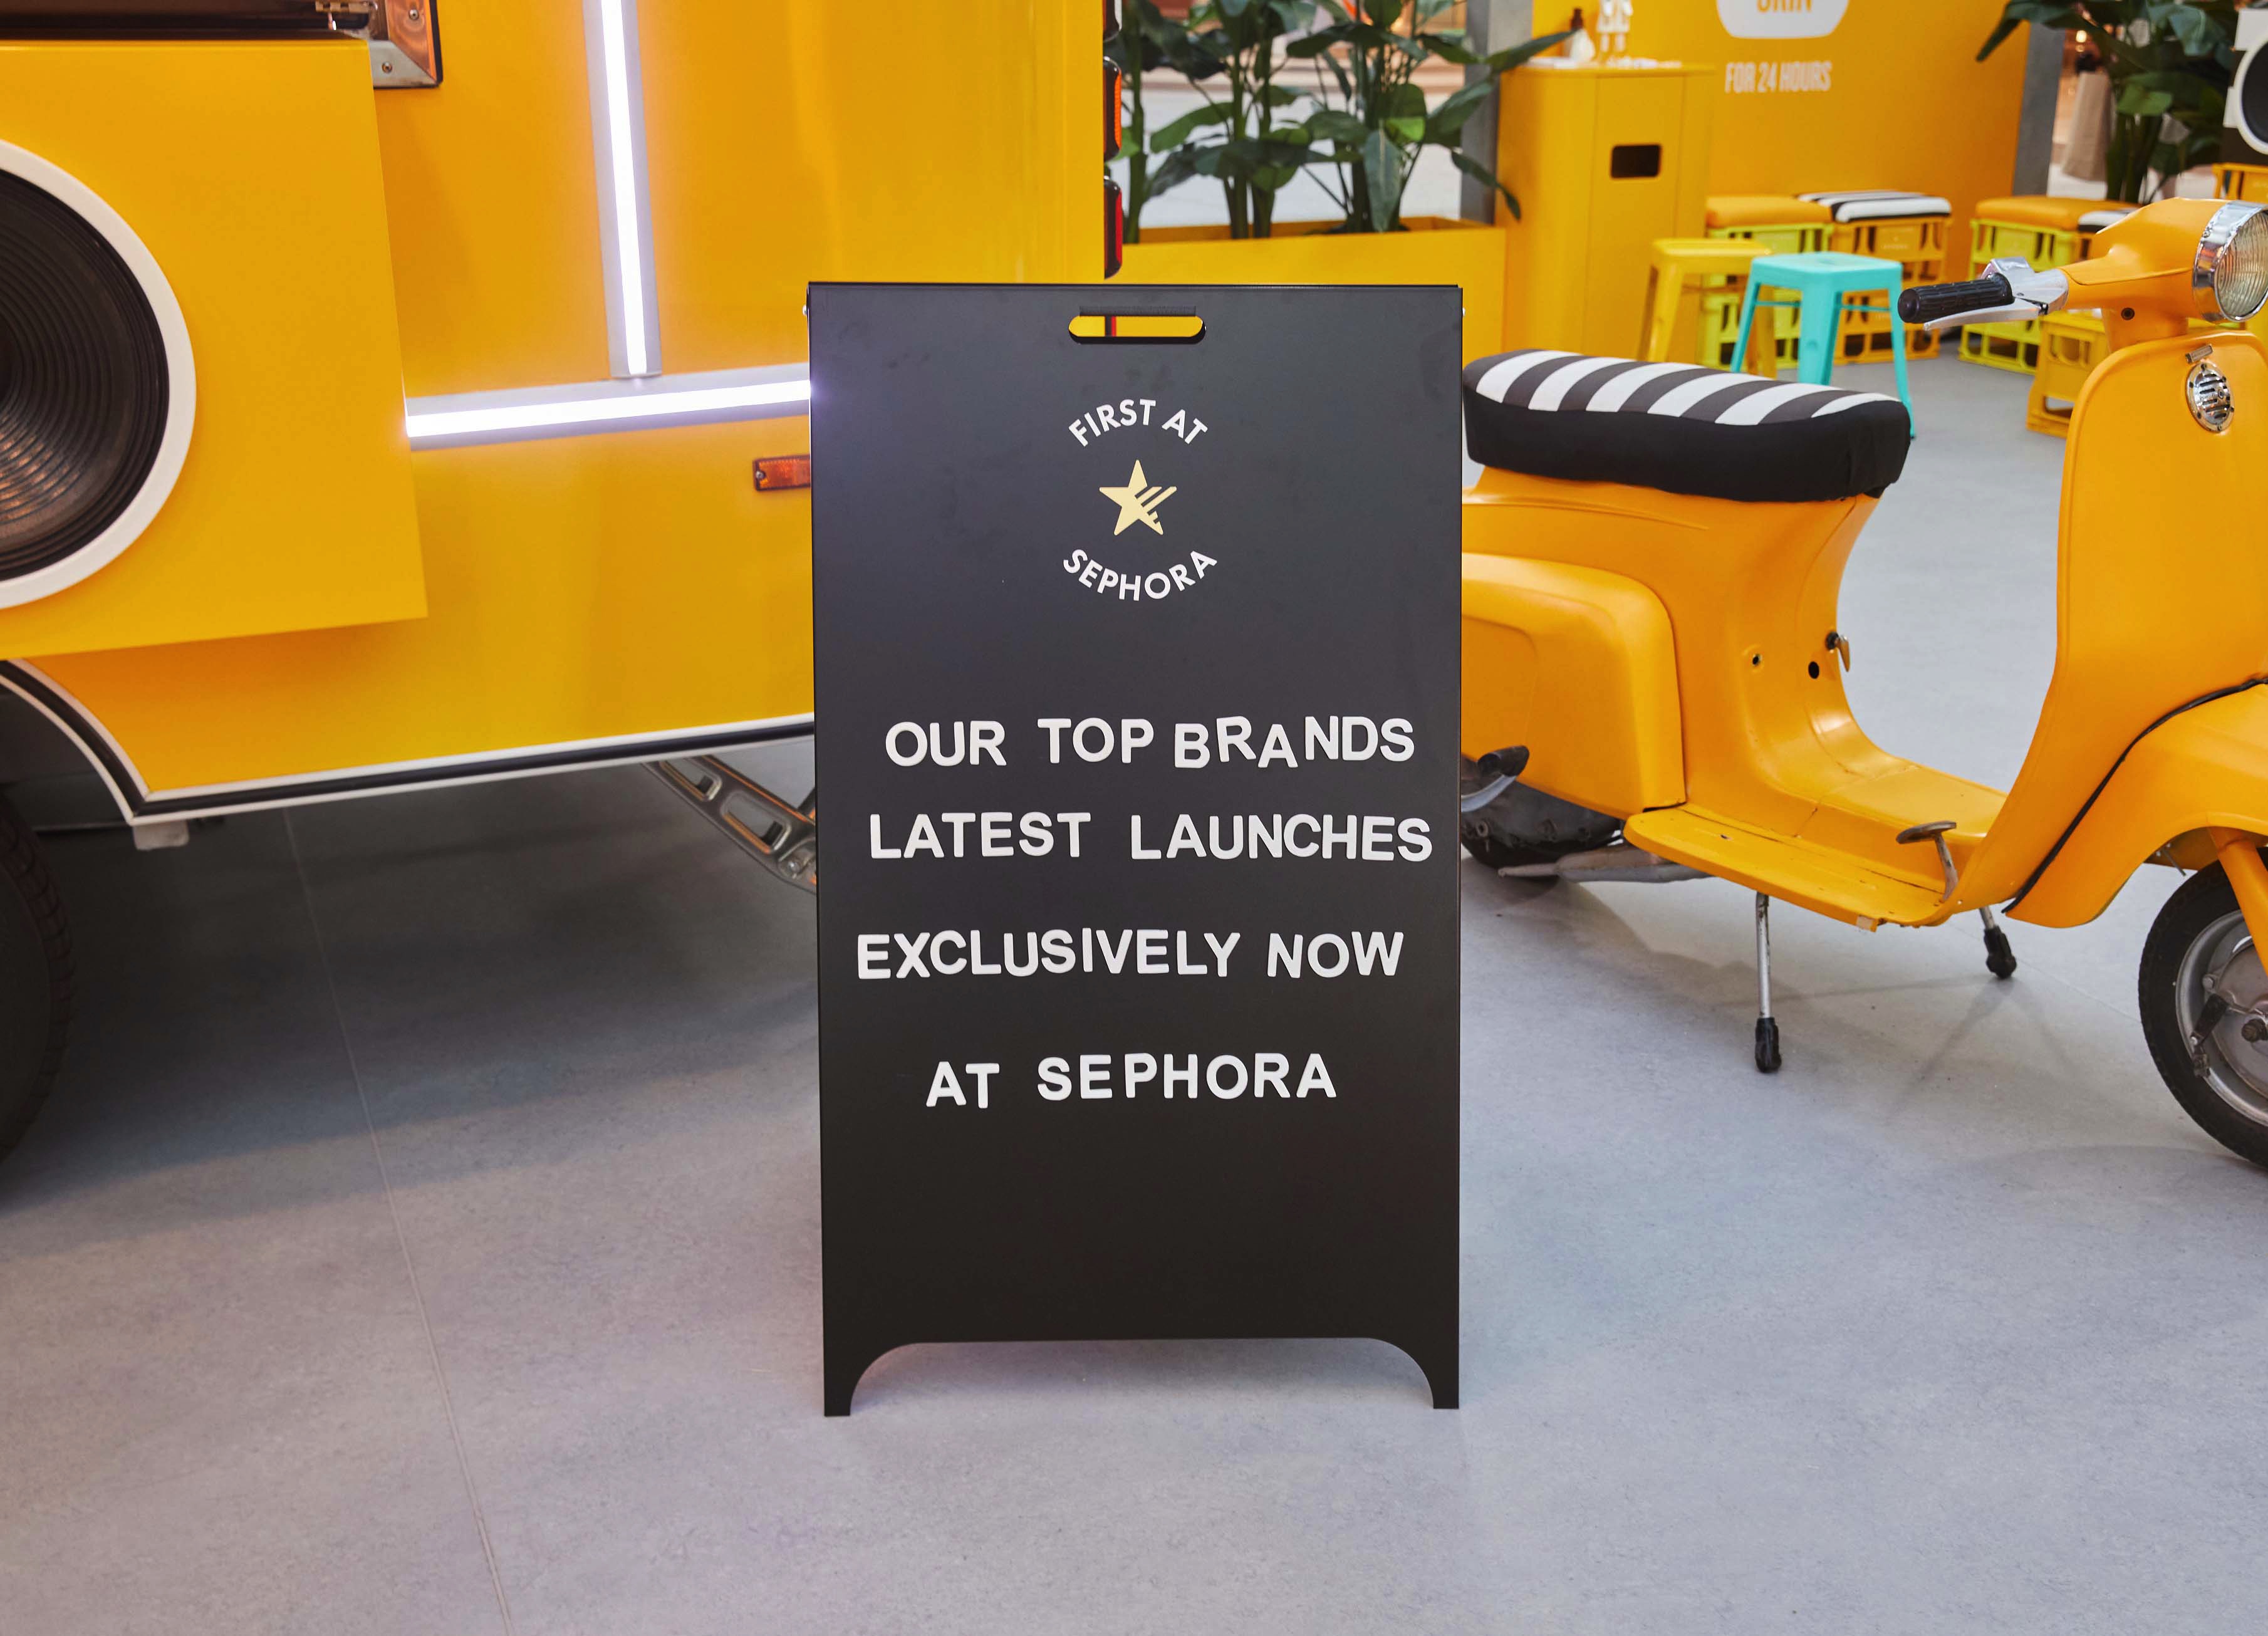 FOR 24 HOURS
FIRST AT
SEPHORA
OUR TOP BRANDS
LATEST LAUNCHES
EXCLUSIVELY NOW
AT SEPHORA